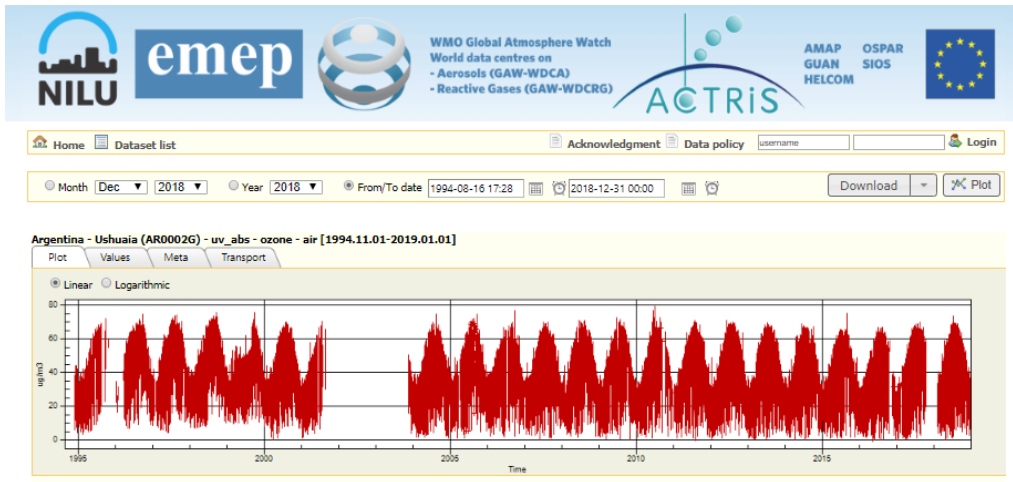 NILU
emep
WMO Global Atmosphere Watch
World data centres on
- Aerosols (GAW-WDCA)
- Reactive Gases (GAW-WDCRG)
ACTRiS
AMAP OSPAR
GUAN SIOS
HELCOM
Home Dataset list Acknowledgment Data policy username Login
Month Dec 2018 Year 2018 From/To date 1994-08-16 17:28 2018-12-31 00:00 Download Plot
Argentina - Ushuaia (AR0002G) - uv_abs - ozone - air [1994.11.01-2019.01.01]
Plot Values Meta Transport
Linear Logarithmic
80
60
40
20
0
ug/m3
1995 2000 2005 2010 2015
Time